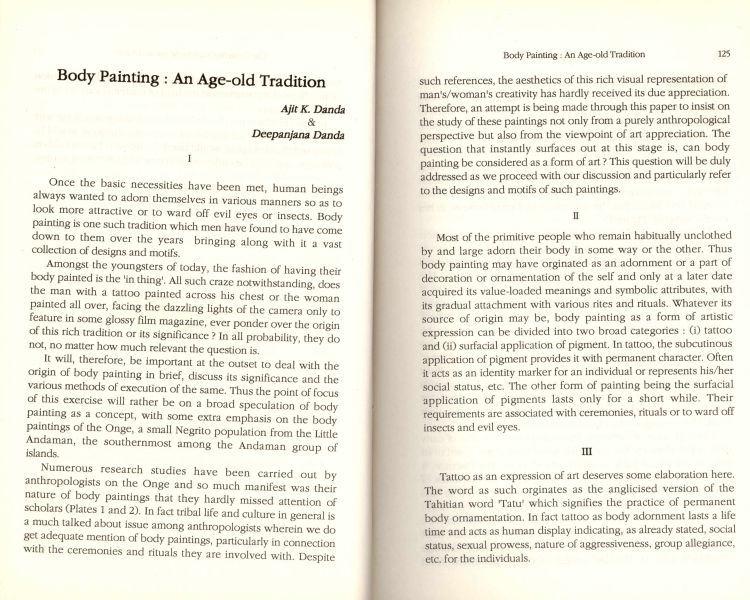 Body Painting : An Age-old Tradition
Ajit K. Danda
&
Deepanjana Danda
I
Once the basic necessities have been met, human beings
always wanted to adorn themselves in various manners so as to
look more attractive or to ward off evil eyes or insects. Body
painting is one such tradition which men have found to have come
down to them over the years bringing along with it a vast
collection of designs and motifs.
Amongst the youngsters of today, the fashion of having their
body painted is the 'in thing'. All such craze notwithstanding, does
the man with a tattoo painted across his chest or the woman
painted all over, facing the dazzling lights of the camera only to
feature in some glossy film magazine, ever ponder over the origin
of this rich tradition or its significance ? In all probability, they do
not, no matter how much relevant the question is.
It will, therefore, be important at the outset to deal with the
origin of body painting in brief, discuss its significance and the
various methods of execution of the same. Thus the point of focus
of this exercise will rather be on a broad speculation of body
painting as a concept, with some extra emphasis on the body
paintings of the Onge, a small Negrito population from the Little
Andaman, the southernmost among the Andaman group of
islands.
Numerous research studies have been carried out by
anthropologists on the Onge and so much manifest was their
nature of body paintings that they hardly missed attention of
scholars (Plates 1 and 2). In fact tribal life and culture in general is
a much talked about issue among anthropologists wherein we do
get adequate mention of body paintings, particularly in connection
with the ceremonies and rituals they are involved with. Despite
Body Painting : An Age-old Tradition 125
such references, the aesthetics of this rich visual representation of
man's/woman's creativity has hardly received its due appreciation.
Therefore, an attempt is being made through this paper to insist on
the study of these paintings not only from a purely anthropological
perspective but also from the viewpoint of art appreciation. The
question that instantly surfaces out at this stage is, can body
painting be considered as a form of art ? This question will be duly
addressed as we proceed with our discussion and particularly refer
to the designs and motifs of such paintings.
II
Most of the primitive people who remain habitually unclothed
by and large adorn their body in some way or the other. Thus
body painting may have orginated as an adornment or a part of
decoration or ornamentation of the self and only at a later date
acquired its value-loaded meanings and symbolic attributes, with
its gradual attachment with various rites and rituals. Whatever its
source of origin may be, body painting as a form of artistic
expression can be divided into two broad categories : (i) tattoo
and (ii) surfacial application of pigment. In tattoo, the subcutinous
application of pigment provides it with permanent character. Often
it acts as an identity marker for an individual or represents his/her
social status, etc. The other form of painting being the surfacial
application of pigments lasts only for a short while. Their
requirements are associated with ceremonies, rituals or to ward off
insects and evil eyes.
III
Tattoo as an expression of art deserves some elaboration here.
The word as such orginates as the anglicised version of the
Tahitian word 'Tatu' which signifies the practice of permanent
body ornamentation. In fact tattoo as body adornment lasts a life
time and acts as human display indicating, as already stated, social
status, sexual prowess, nature of aggressiveness, group allegiance,
etc. for the individuals.